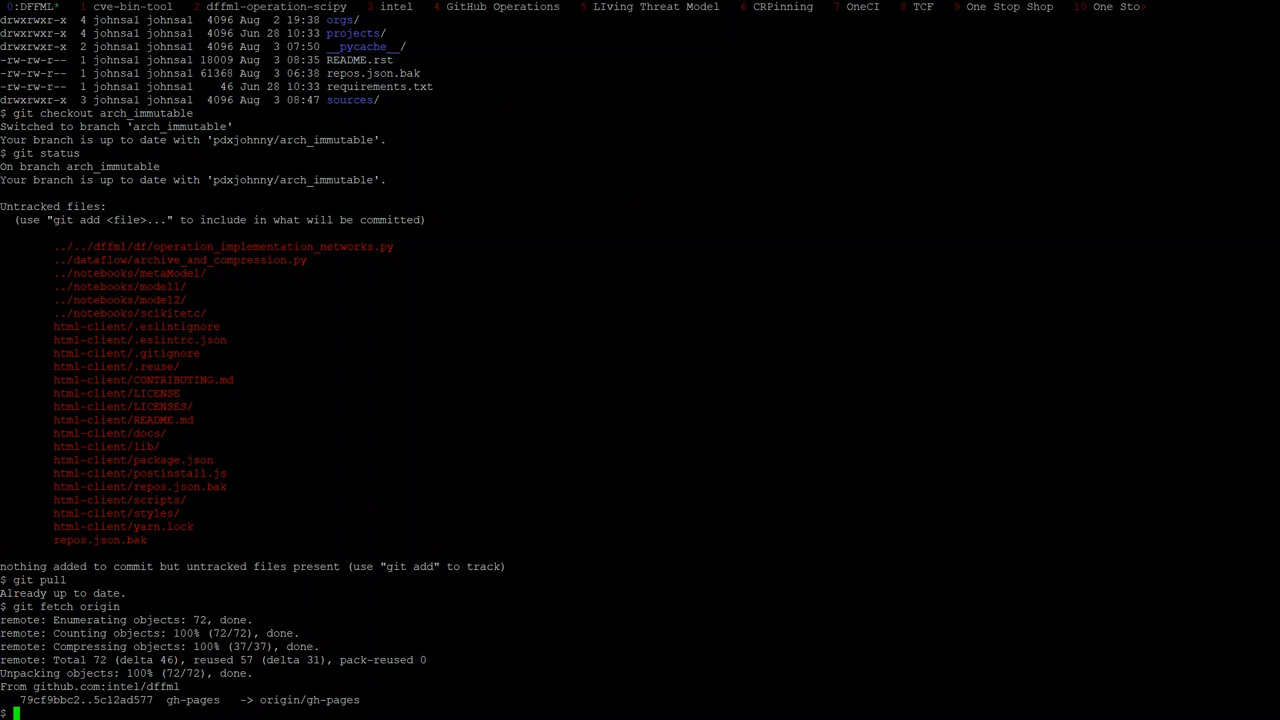 0:DFFML* 1 cve-bin-tool 2 dffml-operation-scipy 3 intel 4 GitHub Operations 5 LIving Threat Model 6 CRPinning 7 OneCI 8 TCF 9 One Stop Shop 10 One Sto>
drwxrwxr-x 4 johnsa1 johnsa1 4096 Aug 2 19:38 orgs/
drwxrwxr-x 4 johnsa1 johnsa1 4096 Jun 28 10:33 projects/
drwxrwxr-x 2 johnsa1 johnsa1 4096 Aug 3 07:50 __pycache__/
-rw-rw-r-- 1 johnsa1 johnsa1 18009 Aug 3 08:35 README.rst
-rw-rw-r-- 1 johnsa1 johnsa1 61368 Aug 3 06:38 repos.json.bak
-rw-rw-r-- 1 johnsa1 johnsa1 46 Jun 28 10:33 requirements.txt
drwxrwxr-x 3 johnsa1 johnsa1 4096 Aug 3 08:47 sources/
$ git checkout arch_immutable
Switched to branch 'arch_immutable'
Your branch is up to date with 'pdxjohnny/arch_immutable'.
$ git status
On branch arch_immutable
Your branch is up to date with 'pdxjohnny/arch_immutable'.
Untracked files:
(use "git add <file>..." to include in what will be committed)
../../dffml/df/operation_implementation_networks.py
../dataflow/archive_and_compression.py
../notebooks/metaModel/
../notebooks/model1/
../notebooks/model2/
../notebooks/scikitetc/
html-client/.eslintignore
html-client/.eslintrc.json
html-client/.gitignore
html-client/.reuse/
html-client/CONTRIBUTING.md
html-client/LICENSE
html-client/LICENSES/
html-client/README.md
html-client/docs/
html-client/lib/
html-client/package.json
html-client/postinstall.js
html-client/repos.json.bak
html-client/scripts/
html-client/styles/
html-client/yarn.lock
repos.json.bak
nothing added to commit but untracked files present (use "git add" to track)
$ git pull
Already up to date.
$ git fetch origin
remote: Enumerating objects: 72, done.
remote: Counting objects: 100% (72/72), done.
remote: Compressing objects: 100% (37/37), done.
remote: Total 72 (delta 46), reused 57 (delta 31), pack-reused 0
Unpacking objects: 100% (72/72), done.
From github.com:intel/dffml
79cf9bbc2..5c12ad577 gh-pages -> origin/gh-pages
$